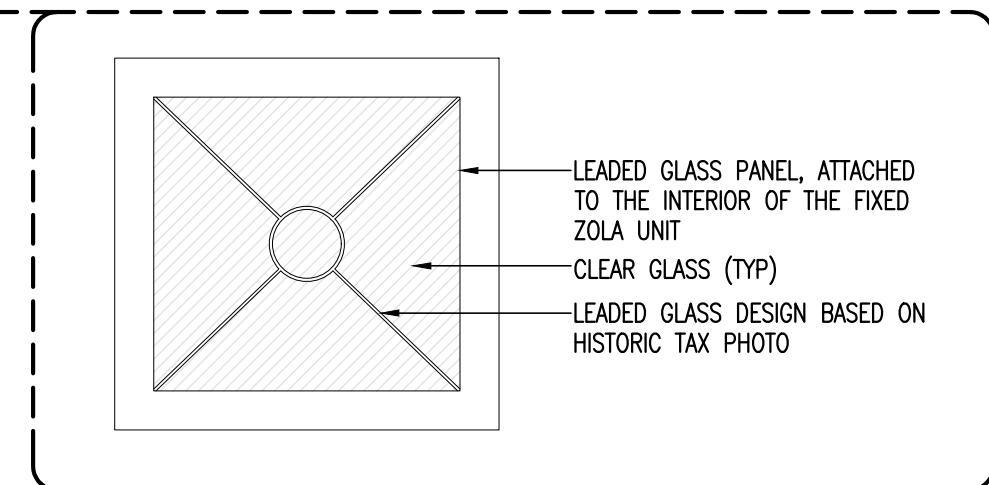 LEADED GLASS PANEL, ATTACHED
TO THE INTERIOR OF THE FIXED
ZOLA UNIT
CLEAR GLASS (TYP)
LEADED GLASS DESIGN BASED ON
HISTORIC TAX PHOTO